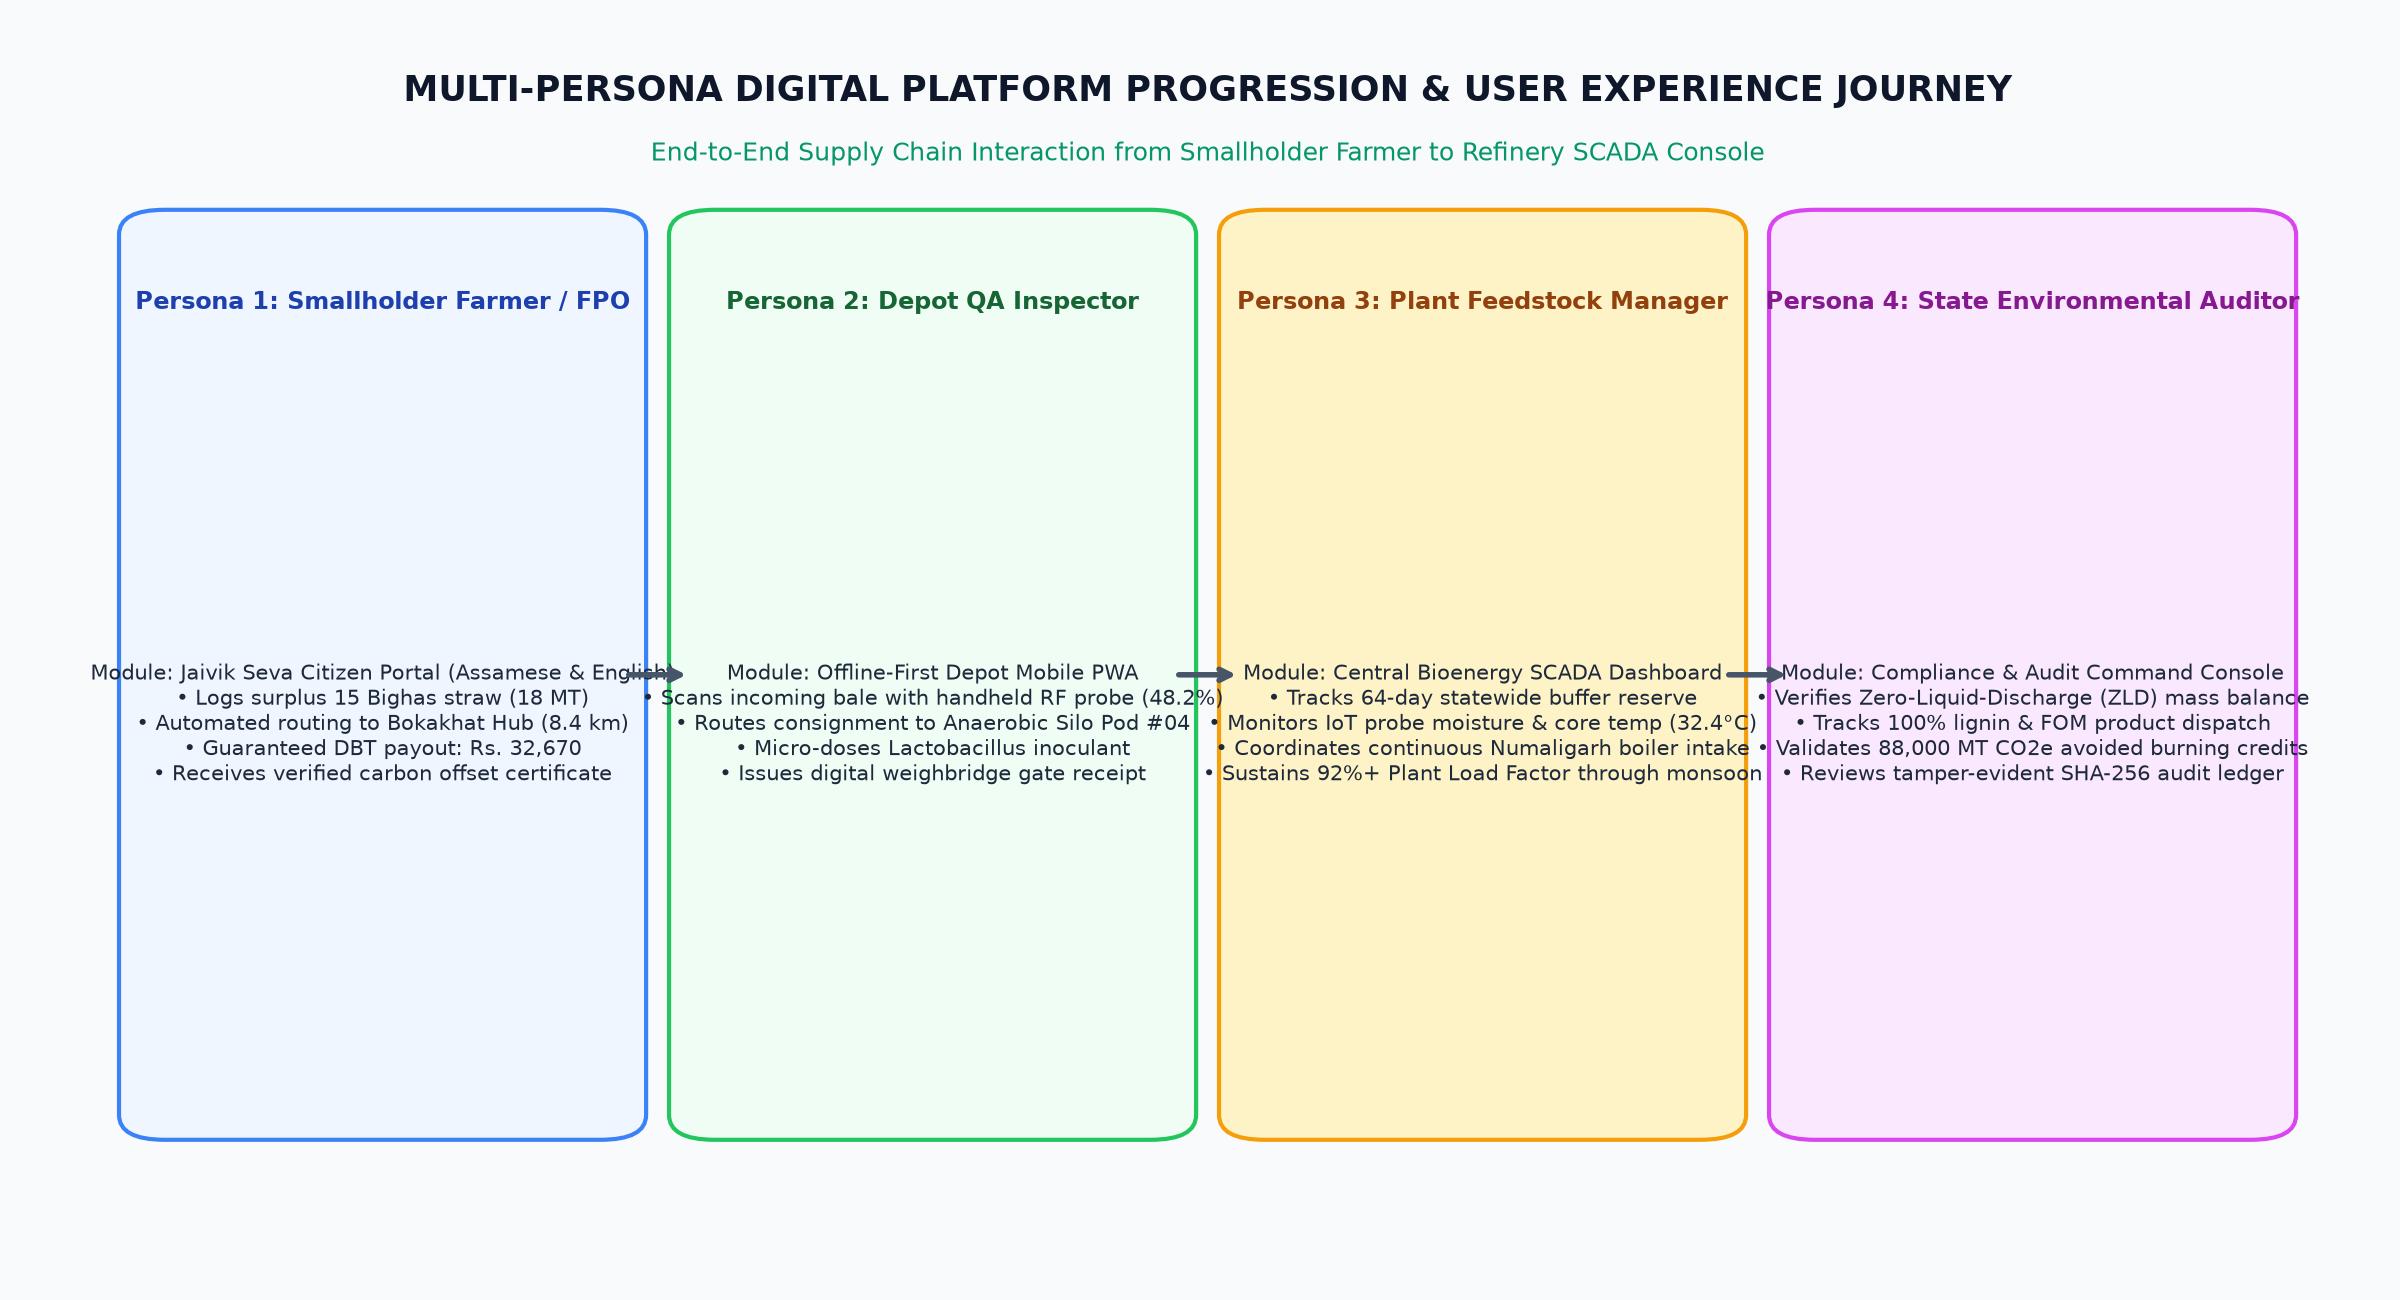 MULTI-PERSONA DIGITAL PLATFORM PROGRESSION & USER EXPERIENCE JOURNEY
End-to-End Supply Chain Interaction from Smallholder Farmer to Refinery SCADA Console
Persona 1: Smallholder Farmer / FPO
Module: Jaivik Seva Citizen Portal (Assamese & English)
• Logs surplus 15 Bighas straw (18 MT)
• Automated routing to Bokakhat Hub (8.4 km)
• Guaranteed DBT payout: Rs. 32,670
• Receives verified carbon offset certificate
Persona 2: Depot QA Inspector
Module: Offline-First Depot Mobile PWA
• Scans incoming bale with handheld RF probe (48.2%)
• Routes consignment to Anaerobic Silo Pod #04
• Micro-doses Lactobacillus inoculant
• Issues digital weighbridge gate receipt
Persona 3: Plant Feedstock Manager
Module: Central Bioenergy SCADA Dashboard
• Tracks 64-day statewide buffer reserve
• Monitors IoT probe moisture & core temp (32.4°C)
• Coordinates continuous Numaligarh boiler intake
• Sustains 92%+ Plant Load Factor through monsoon
Persona 4: State Environmental Auditor
Module: Compliance & Audit Command Console
• Verifies Zero-Liquid-Discharge (ZLD) mass balance
• Tracks 100% lignin & FOM product dispatch
• Validates 88,000 MT CO2e avoided burning credits
• Reviews tamper-evident SHA-256 audit ledger